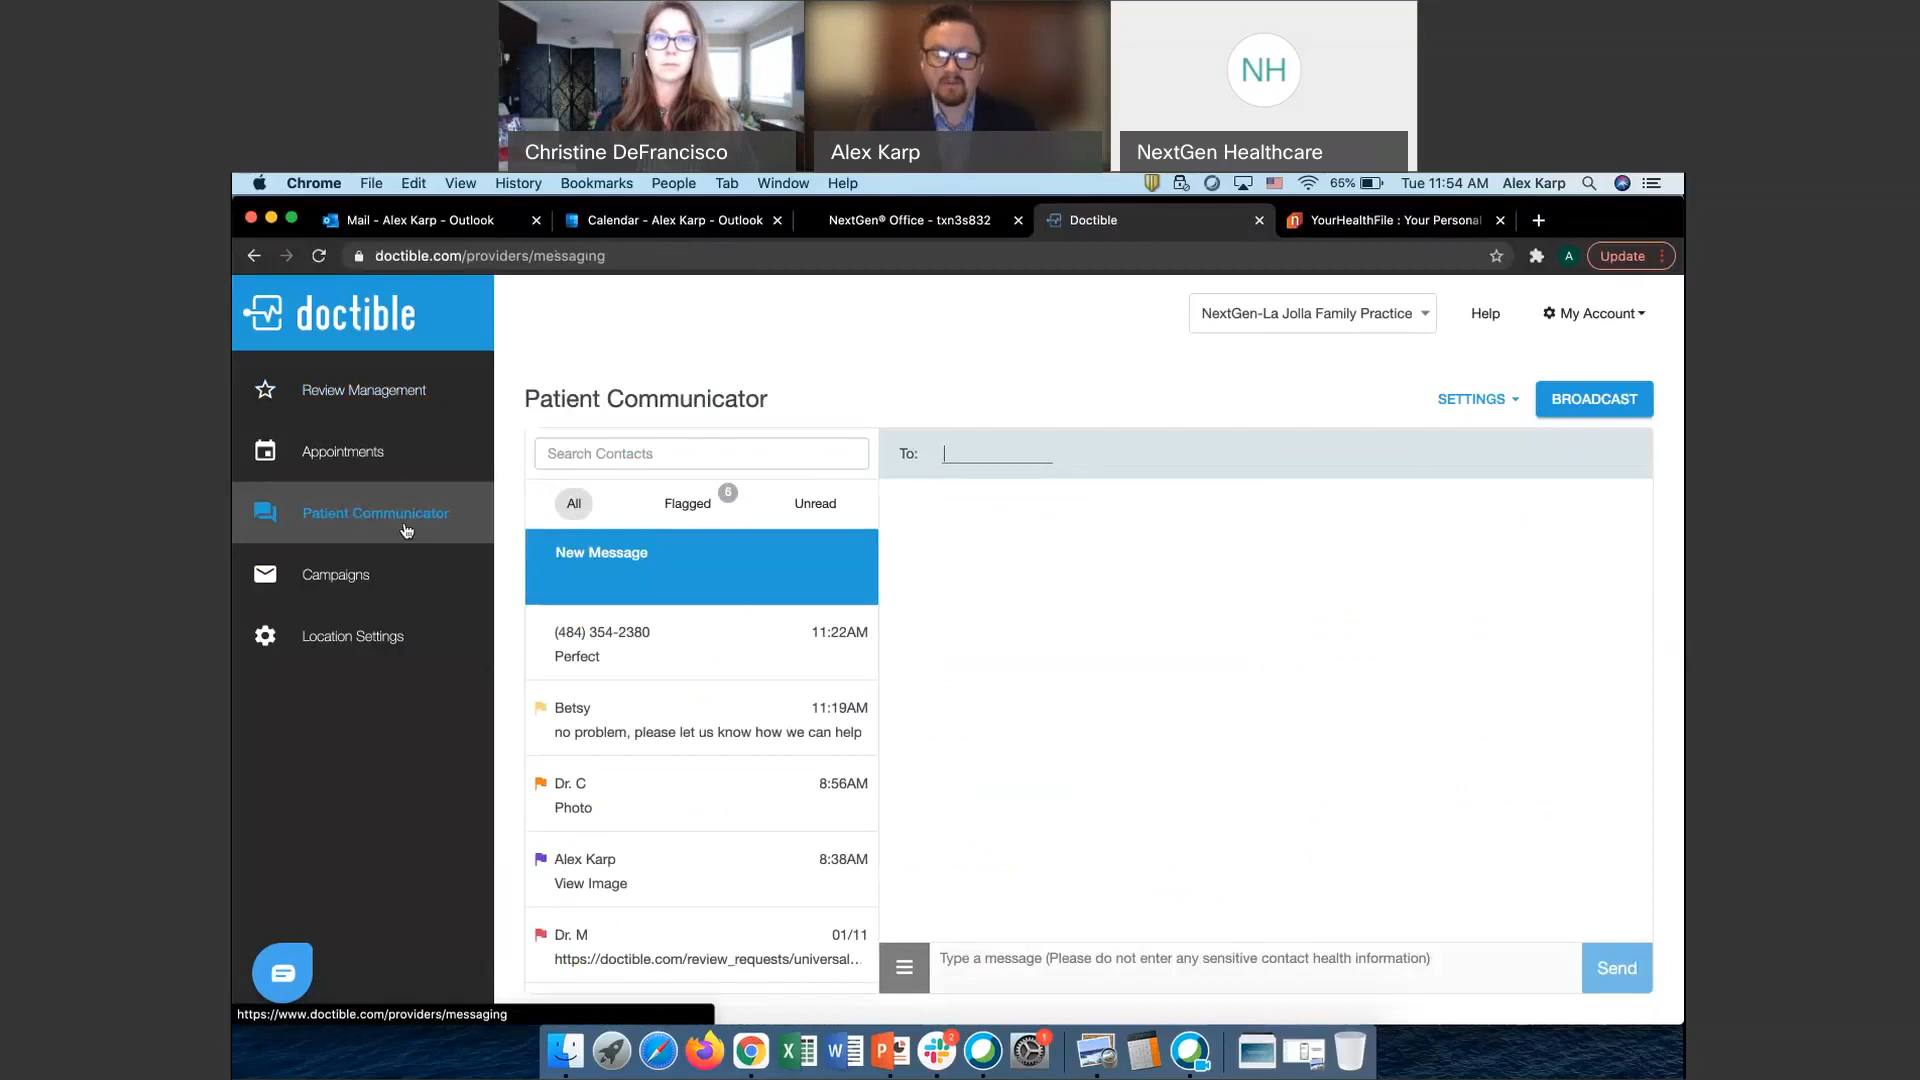 NH
Christine DeFrancisco
Alex Karp
NextGen Healthcare
Chrome File Edit View History Bookmarks People Tab Window Help
65% Tue 11:54 AM Alex Karp
Mail - Alex Karp - Outlook
Calendar - Alex Karp - Outlook
NextGen® Office - txn3s832
Doctible
YourHealthFile : Your Personal
doctible.com/providers/messaging
A
Update
doctible
NextGen-La Jolla Family Practice
Help
My Account
Review Management
Appointments
Patient Communicator
Campaigns
Location Settings
Patient Communicator
SETTINGS
BROADCAST
Search Contacts
To:
All
Flagged
6
Unread
New Message
(484) 354-2380 11:22AM
Perfect
Betsy 11:19AM
no problem, please let us know how we can help
Dr. C 8:56AM
Photo
Alex Karp 8:38AM
View Image
Dr. M 01/11
https://doctible.com/review_requests/universal...
Type a message (Please do not enter any sensitive contact health information)
Send
https://www.doctible.com/providers/messaging
X
W
P
2
1